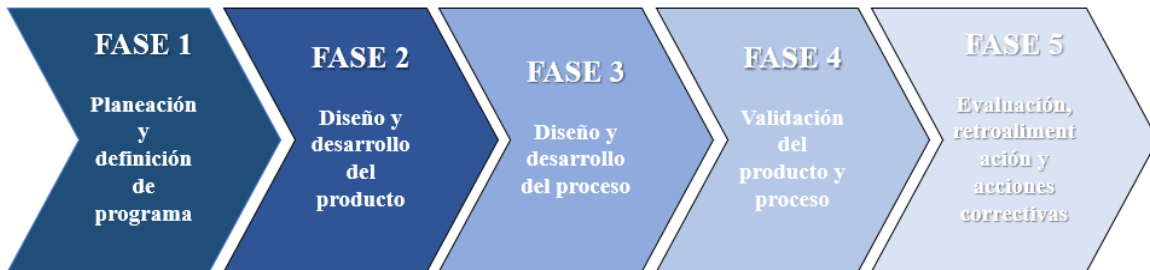 FASE 1
Planeación
y
definición
de
programa
FASE 2
Diseño y
desarrollo
del
producto
FASE 3
Diseño y
desarrollo
del proceso
FASE 4
Validación
del
producto y
proceso
FASE 5
Evaluación,
retroaliment
ación y
acciones
correctivas